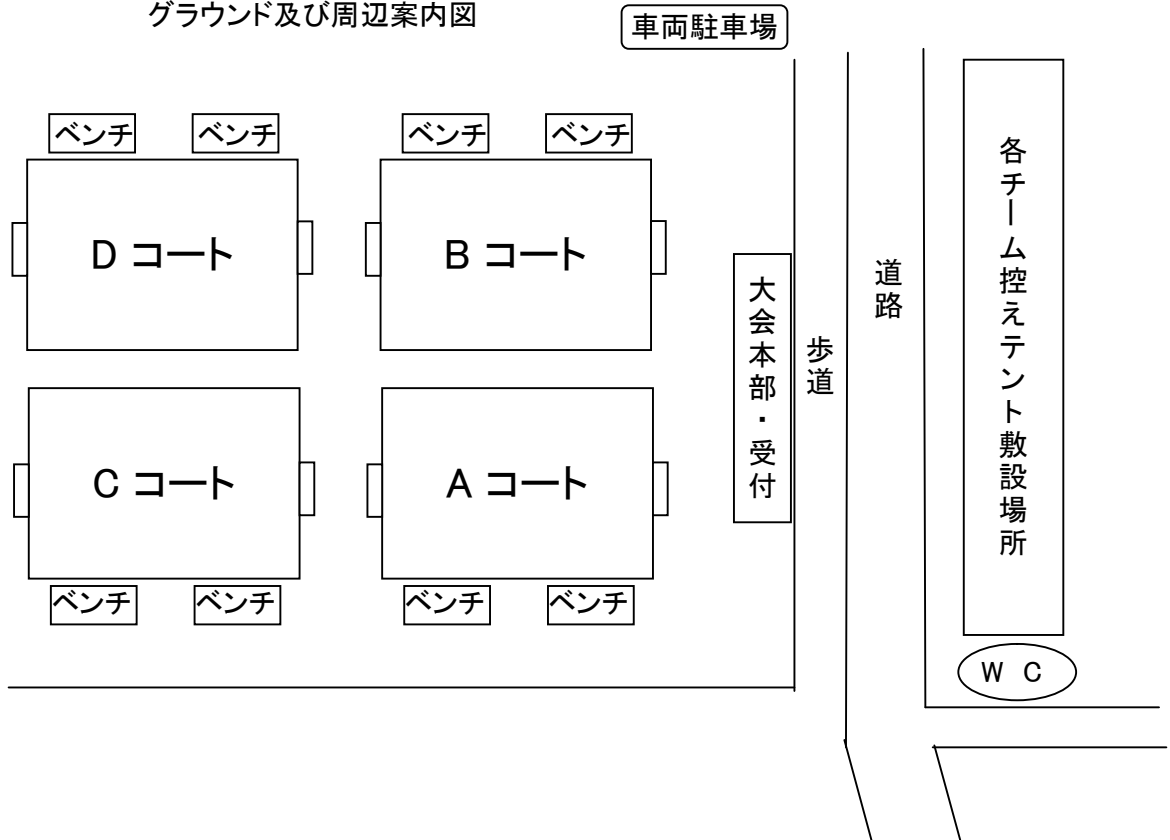 グラウンド及び周辺案内図
車両駐車場
ベンチ
ベンチ
ベンチ
ベンチ
D コート
B コート
C コート
A コート
ベンチ
ベンチ
ベンチ
ベンチ
大会本部・受付
歩道
道路
各チーム控えテント敷設場所
W C